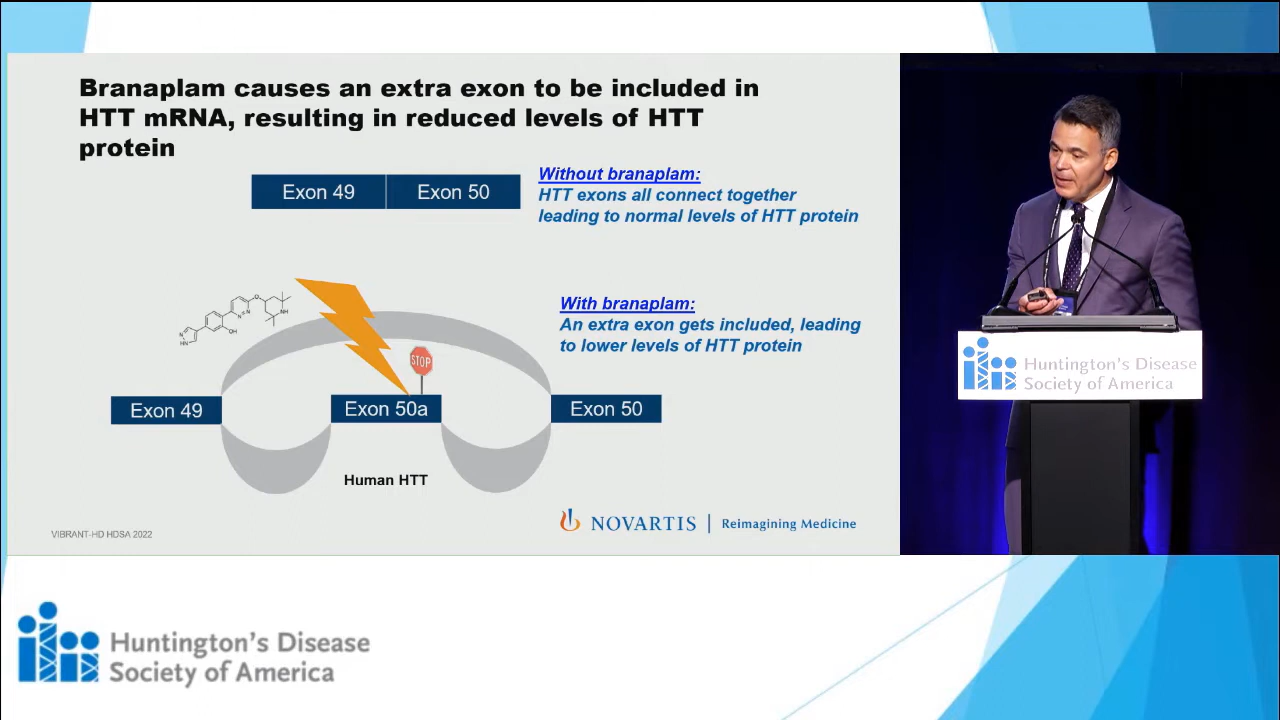 Branaplam causes an extra exon to be included in
HTT mRNA, resulting in reduced levels of HTT
protein
Exon 49
Exon 50
Without branaplam:
HTT exons all connect together
leading to normal levels of HTT protein
O
N
N
NH
OH
N
HN
STOP
With branaplam:
An extra exon gets included, leading
to lower levels of HTT protein
Exon 49
Exon 50a
Exon 50
Human HTT
VIBRANT-HD HDSA 2022
NOVARTIS | Reimagining Medicine
Huntington's Disease
Society of America
Huntington's Disease
Society of America